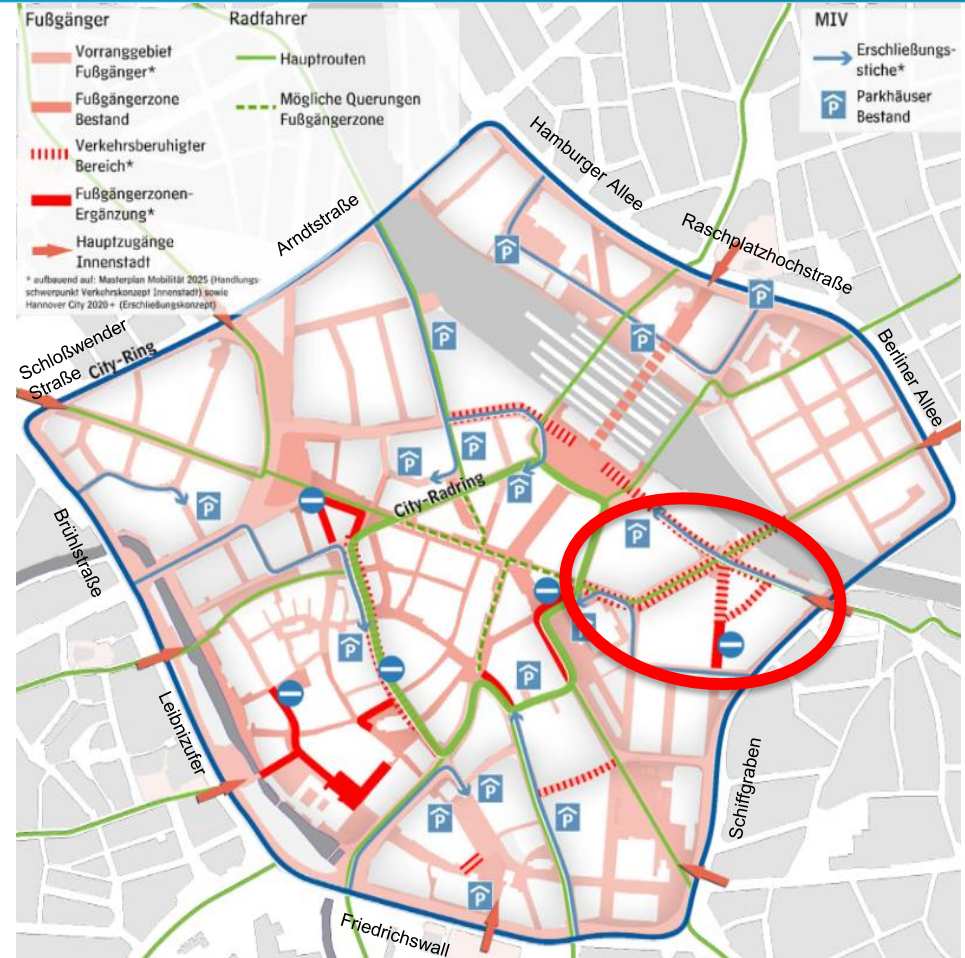 Fußgänger
Vorranggebiet
Fußgänger*
Fußgängerzone
Bestand
Verkehrsberuhigter
Bereich*
Fußgängerzonen-
Ergänzung*
Hauptzugänge
Innenstadt
* aufbauend auf: Masterplan Mobilität 2025 (Handlungs-
schwerpunkt Verkehrskonzept Innenstadt) sowie
Hannover City 2020+ (Erschließungskonzept)
Radfahrer
Hauptrouten
Mögliche Querungen
Fußgängerzone
MIV
Erschließungs-
stiche*
P
Parkhäuser
Bestand
Hamburger Allee
Arndtstraße
Raschplatzhochstraße
P
P
P
P
Berliner Allee
Schloßwender
Straße
City-Ring
P
P
P
City-Radring
P
P
Brühlstraße
P
P
P
Leibnizufer
P
P
P
Schiffgraben
P
Friedrichswall